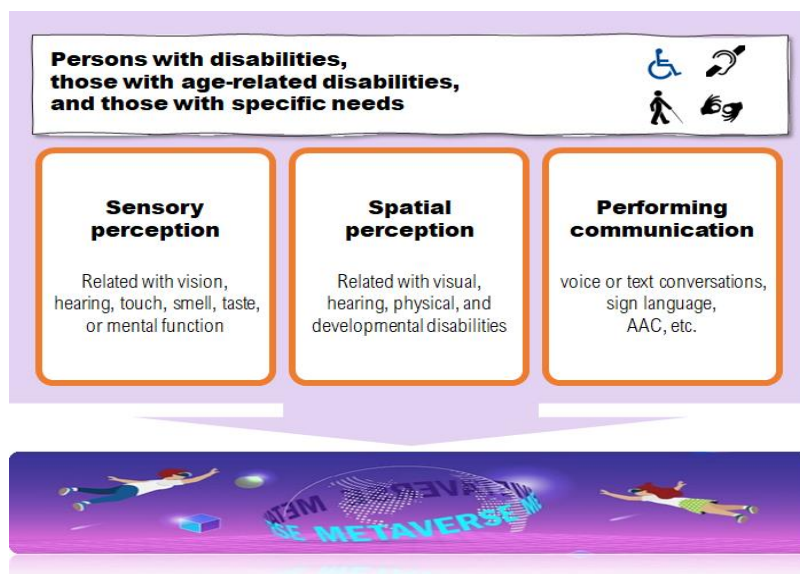 Persons with disabilities,
those with age-related disabilities,
and those with specific needs
Sensory
perception
Related with vision,
hearing, touch, smell, taste,
or mental function
Spatial
perception
Related with visual,
hearing, physical, and
developmental disabilities
Performing
communication
voice or text conversations,
sign language,
AAC, etc.
METAVERSE
METAVERSE